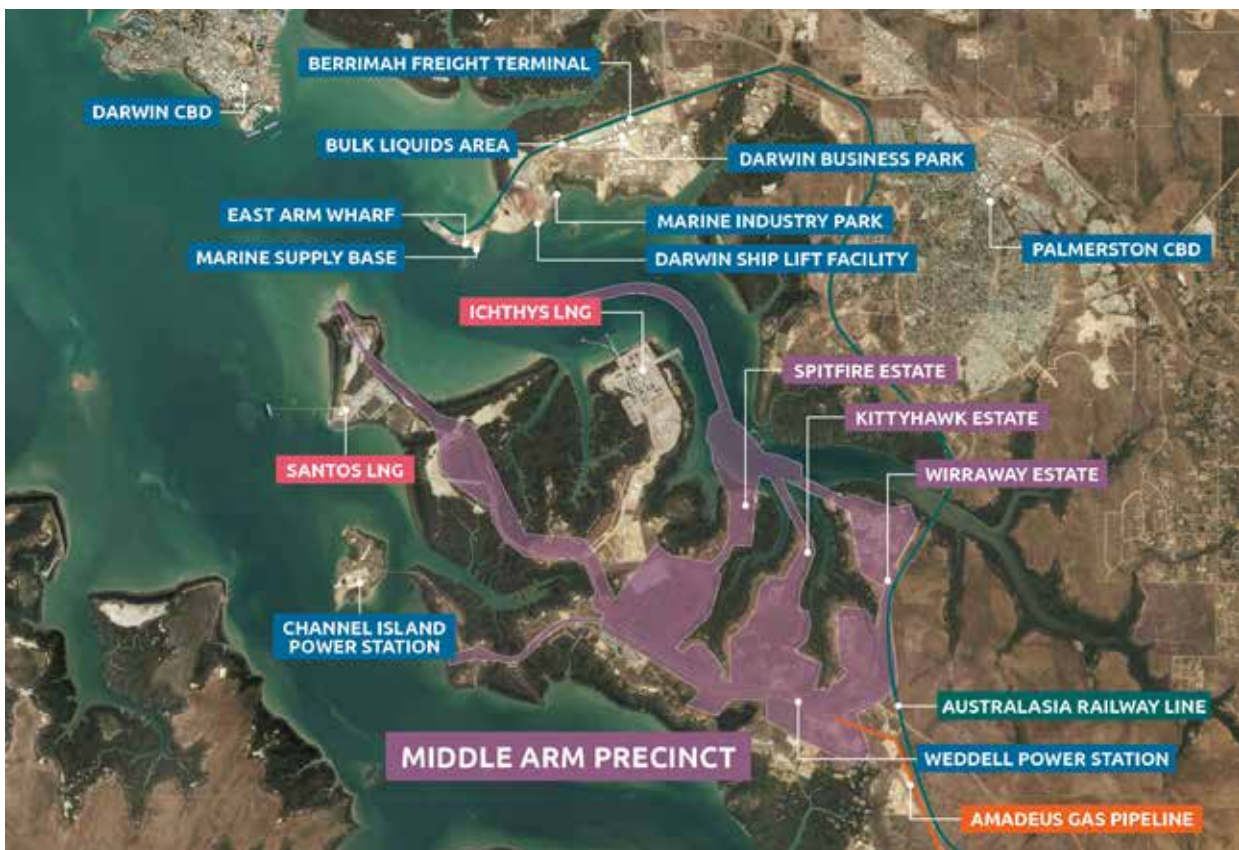 BERRIMAH FREIGHT TERMINAL
DARWIN CBD
BULK LIQUIDS AREA
DARWIN BUSINESS PARK
EAST ARM WHARF
MARINE INDUSTRY PARK
MARINE SUPPLY BASE
DARWIN SHIP LIFT FACILITY
PALMERSTON CBD
ICHTHYS LNG
SPITFIRE ESTATE
KITTYHAWK ESTATE
SANTOS LNG
WIRRAWAY ESTATE
CHANNEL ISLAND
POWER STATION
AUSTRALASIA RAILWAY LINE
MIDDLE ARM PRECINCT
WEDDELL POWER STATION
AMADEUS GAS PIPELINE